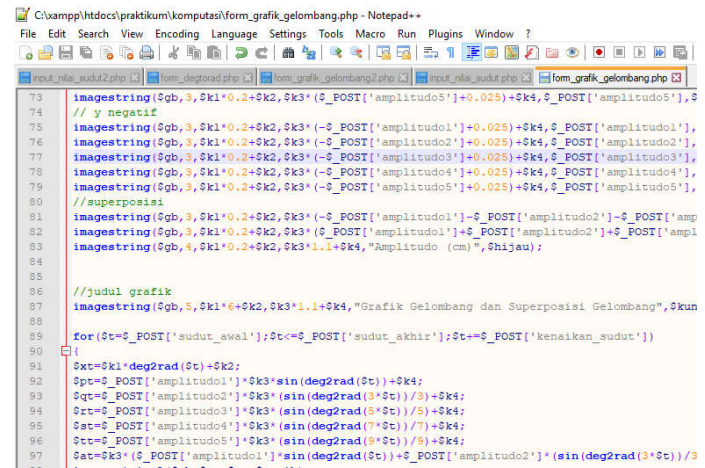 C:\xampp\htdocs\praktikum\komputasi\form_grafik_gelombang.php - Notepad++
File Edit Search View Encoding Language Settings Tools Macro Run Plugins Window ?
input_nilai_sudut2.php form_degtorad.php form_grafik_gelombang2.php input_nilai_sudut.php form_grafik_gelombang.php
73 imagestring($gb,3,$k1*0.2+$k2,$k3*($_POST['amplitudo5']+0.025)+$k4,$_POST['amplitudo5'],$
74 // y negatif
75 imagestring($gb,3,$k1*0.2+$k2,$k3*(-$_POST['amplitudo1']+0.025)+$k4,$_POST['amplitudo1'],
76 imagestring($gb,3,$k1*0.2+$k2,$k3*(-$_POST['amplitudo2']+0.025)+$k4,$_POST['amplitudo2'],
77 imagestring($gb,3,$k1*0.2+$k2,$k3*(-$_POST['amplitudo3']+0.025)+$k4,$_POST['amplitudo3'],
78 imagestring($gb,3,$k1*0.2+$k2,$k3*(-$_POST['amplitudo4']+0.025)+$k4,$_POST['amplitudo4'],
79 imagestring($gb,3,$k1*0.2+$k2,$k3*(-$_POST['amplitudo5']+0.025)+$k4,$_POST['amplitudo5'],
80 //superposisi
81 imagestring($gb,3,$k1*0.2+$k2,$k3*(-$_POST['amplitudo1']-$_POST['amplitudo2']-$_POST['amp
82 imagestring($gb,3,$k1*0.2+$k2,$k3*($_POST['amplitudo1']+$_POST['amplitudo2']+$_POST['ampl
83 imagestring($gb,4,$k1*0.2+$k2,$k3*1.1+$k4,"Amplitudo (cm)",$hijau);
84
85
86 //judul grafik
87 imagestring($gb,5,$k1*6+$k2,$k3*1.1+$k4,"Grafik Gelombang dan Superposisi Gelombang",$kun
88
89 for($t=$_POST['sudut_awal'];$t<=$_POST['sudut_akhir'];$t+=$_POST['kenaikan_sudut'])
90 {
91 $xt=$k1*deg2rad($t)+$k2;
92 $pt=$_POST['amplitudo1']*$k3*sin(deg2rad($t))+$k4;
93 $qt=$_POST['amplitudo2']*$k3*(sin(deg2rad(3*$t))/3)+$k4;
94 $rt=$_POST['amplitudo3']*$k3*(sin(deg2rad(5*$t))/5)+$k4;
95 $st=$_POST['amplitudo4']*$k3*(sin(deg2rad(7*$t))/7)+$k4;
96 $tt=$_POST['amplitudo5']*$k3*(sin(deg2rad(9*$t))/9)+$k4;
97 $at=$k3*($_POST['amplitudo1']*sin(deg2rad($t))+$_POST['amplitudo2']*(sin(deg2rad(3*$t))/3